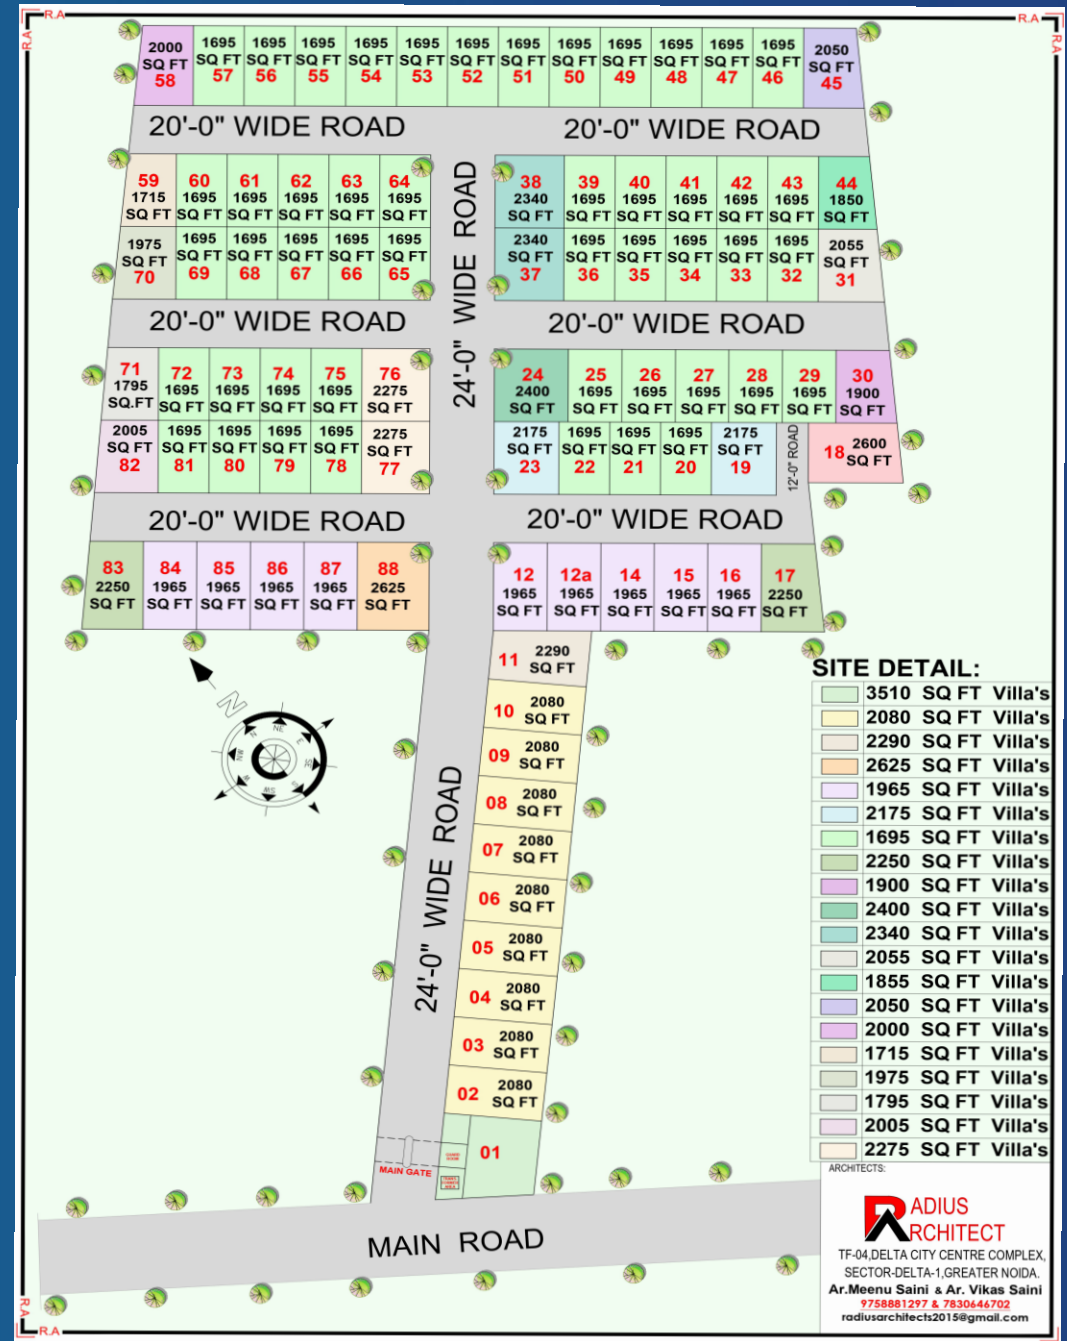 R.A
R.A
R.A
R.A
2000
SQ FT
58
1695
SQ FT
57
1695
SQ FT
56
1695
SQ FT
55
1695
SQ FT
54
1695
SQ FT
53
1695
SQ FT
52
1695
SQ FT
51
1695
SQ FT
50
1695
SQ FT
49
1695
SQ FT
48
1695
SQ FT
47
1695
SQ FT
46
2050
SQ FT
45
20'-0" WIDE ROAD
20'-0" WIDE ROAD
59
1715
SQ FT
60
1695
SQ FT
61
1695
SQ FT
62
1695
SQ FT
63
1695
SQ FT
64
1695
SQ FT
24'-0" WIDE ROAD
38
2340
SQ FT
39
1695
SQ FT
40
1695
SQ FT
41
1695
SQ FT
42
1695
SQ FT
43
1695
SQ FT
44
1850
SQ FT
1975
SQ FT
70
1695
SQ FT
69
1695
SQ FT
68
1695
SQ FT
67
1695
SQ FT
66
1695
SQ FT
65
2340
SQ FT
37
1695
SQ FT
36
1695
SQ FT
35
1695
SQ FT
34
1695
SQ FT
33
1695
SQ FT
32
2055
SQ FT
31
20'-0" WIDE ROAD
20'-0" WIDE ROAD
71
1795
SQ.FT
72
1695
SQ FT
73
1695
SQ FT
74
1695
SQ FT
75
1695
SQ FT
76
2275
SQ FT
24
2400
SQ FT
25
1695
SQ FT
26
1695
SQ FT
27
1695
SQ FT
28
1695
SQ FT
29
1695
SQ FT
30
1900
SQ FT
2005
SQ FT
82
1695
SQ FT
81
1695
SQ FT
80
1695
SQ FT
79
1695
SQ FT
78
2275
SQ FT
77
2175
SQ FT
23
1695
SQ FT
22
1695
SQ FT
21
1695
SQ FT
20
2175
SQ FT
19
12'-0" ROAD
18 2600
SQ FT
20'-0" WIDE ROAD
20'-0" WIDE ROAD
83
2250
SQ FT
84
1965
SQ FT
85
1965
SQ FT
86
1965
SQ FT
87
1965
SQ FT
88
2625
SQ FT
12
1965
SQ FT
12a
1965
SQ FT
14
1965
SQ FT
15
1965
SQ FT
16
1965
SQ FT
17
2250
SQ FT
11 2290
SQ FT
10 2080
SQ FT
09 2080
SQ FT
08 2080
SQ FT
07 2080
SQ FT
06 2080
SQ FT
05 2080
SQ FT
04 2080
SQ FT
03 2080
SQ FT
02 2080
SQ FT
01
24'-0" WIDE ROAD
N
N
NE
E
SW
W
MAIN GATE
MAIN ROAD
SITE DETAIL:
3510 SQ FT Villa's
2080 SQ FT Villa's
2290 SQ FT Villa's
2625 SQ FT Villa's
1965 SQ FT Villa's
2175 SQ FT Villa's
1695 SQ FT Villa's
2250 SQ FT Villa's
1900 SQ FT Villa's
2400 SQ FT Villa's
2340 SQ FT Villa's
2055 SQ FT Villa's
1855 SQ FT Villa's
2050 SQ FT Villa's
2000 SQ FT Villa's
1715 SQ FT Villa's
1975 SQ FT Villa's
1795 SQ FT Villa's
2005 SQ FT Villa's
2275 SQ FT Villa's
ARCHITECTS:
RADIUS
ARCHITECT
TF-04,DELTA CITY CENTRE COMPLEX,
SECTOR-DELTA-1,GREATER NOIDA.
Ar.Meenu Saini & Ar. Vikas Saini
9758881297 & 7830646702
radiusarchitects2015@gmail.com
R.A
R.A
R.A